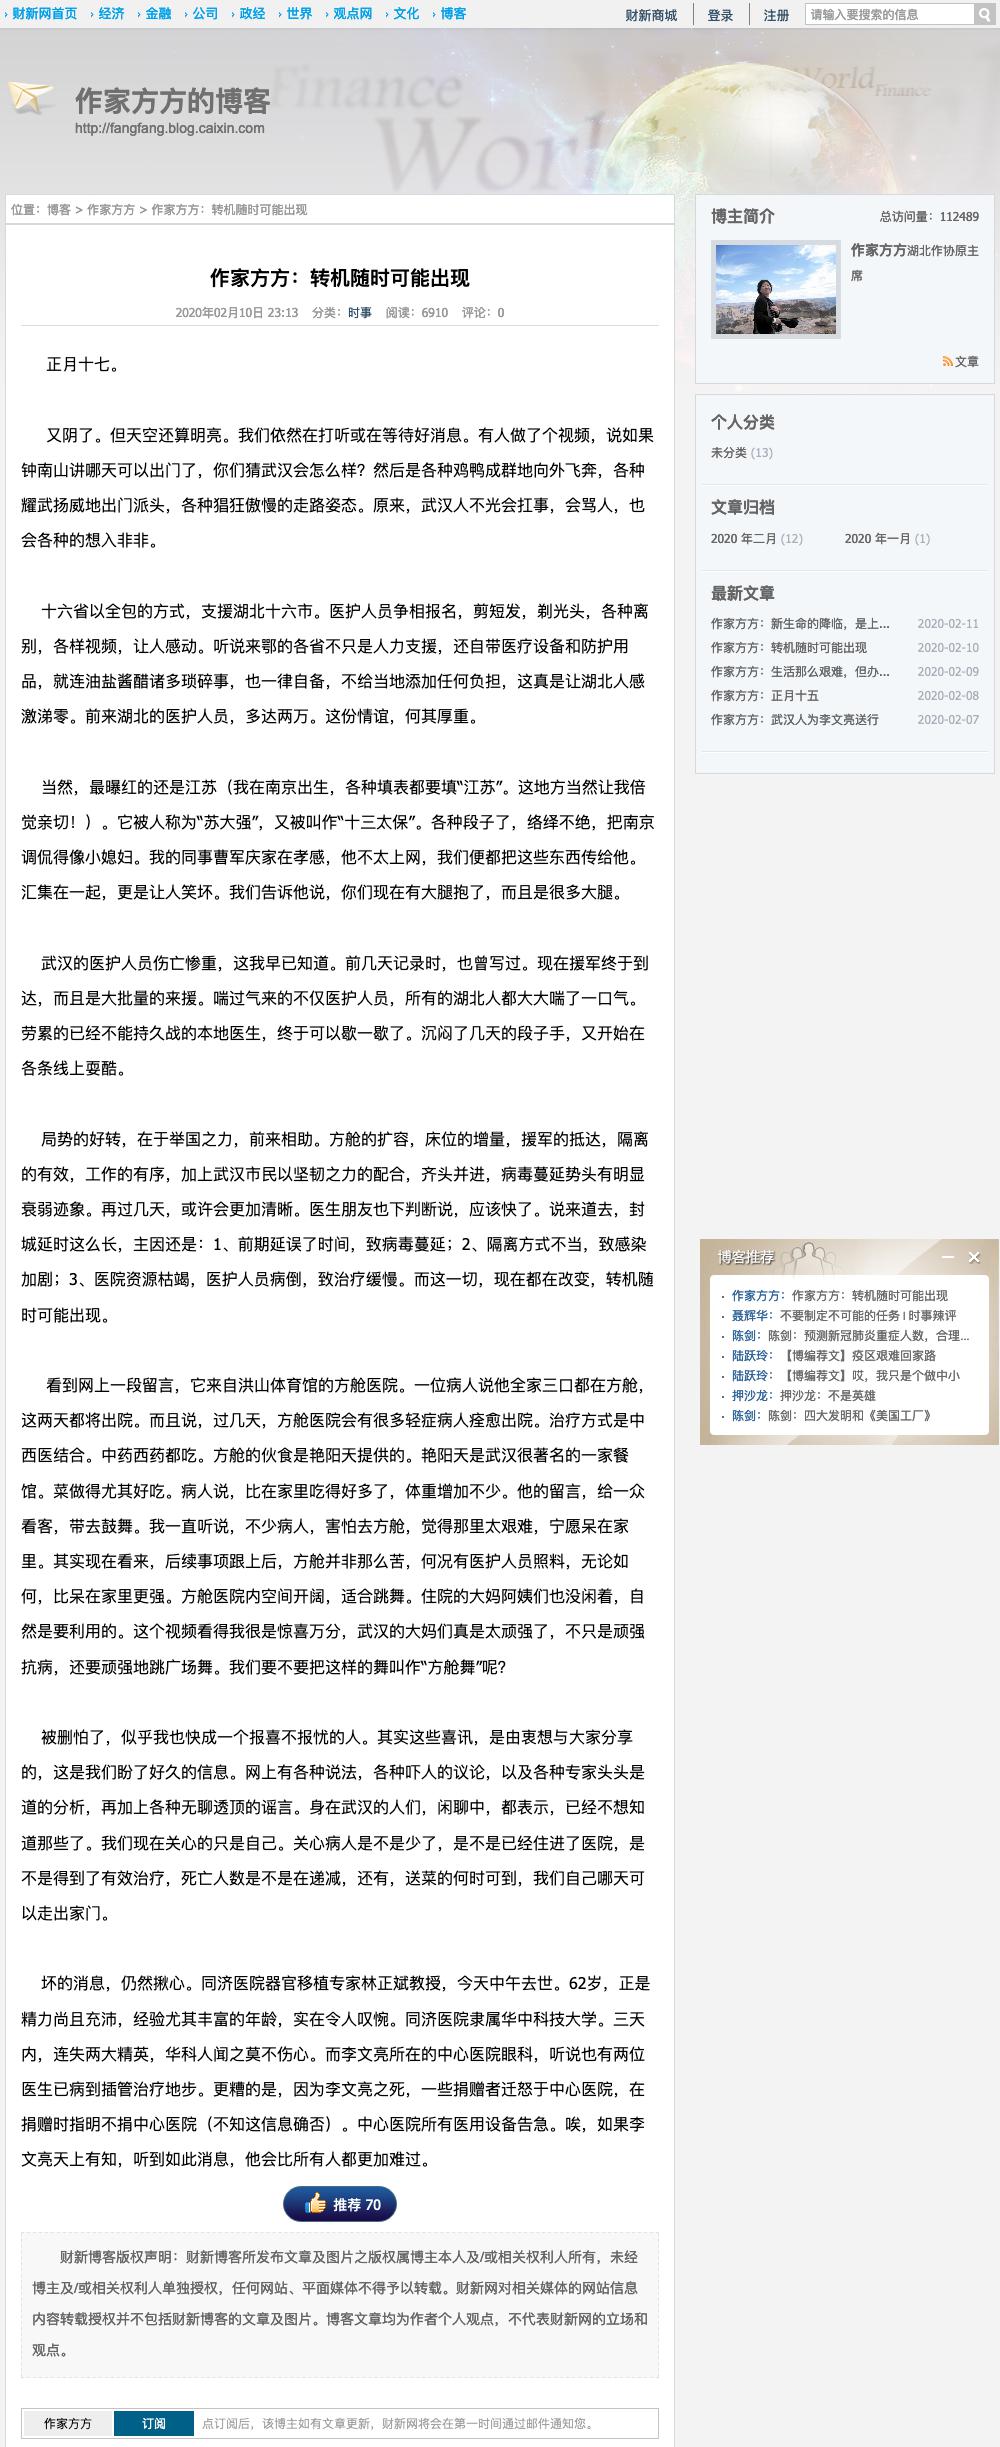 财新网首页 经济 金融 公司 政经 世界 观点网 文化 博客 财新商城 登录 注册 请输入要搜索的信息
Finance World Finance
World
作家方方的博客
http://fangfang.blog.caixin.com
位置：博客 > 作家方方 > 作家方方：转机随时可能出现
作家方方：转机随时可能出现
2020年02月10日 23:13 分类：时事 阅读：6910 评论：0
正月十七。
又阴了。但天空还算明亮。我们依然在打听或在等待好消息。有人做了个视频，说如果
钟南山讲哪天可以出门了，你们猜武汉会怎么样？然后是各种鸡鸭成群地向外飞奔，各种
耀武扬威地出门派头，各种猖狂傲慢的走路姿态。原来，武汉人不光会扛事，会骂人，也
会各种的想入非非。
十六省以全包的方式，支援湖北十六市。医护人员争相报名，剪短发，剃光头，各种离
别，各样视频，让人感动。听说来鄂的各省不只是人力支援，还自带医疗设备和防护用
品，就连油盐酱醋诸多琐碎事，也一律自备，不给当地添加任何负担，这真是让湖北人感
激涕零。前来湖北的医护人员，多达两万。这份情谊，何其厚重。
当然，最曝红的还是江苏（我在南京出生，各种填表都要填“江苏”。这地方当然让我倍
觉亲切！）。它被人称为“苏大强”，又被叫作“十三太保”。各种段子了，络绎不绝，把南京
调侃得像小媳妇。我的同事曹军庆家在孝感，他不太上网，我们便都把这些东西传给他。
汇集在一起，更是让人笑坏。我们告诉他说，你们现在有大腿抱了，而且是很多大腿。
武汉的医护人员伤亡惨重，这我早已知道。前几天记录时，也曾写过。现在援军终于到
达，而且是大批量的来援。喘过气来的不仅医护人员，所有的湖北人都大大喘了一口气。
劳累的已经不能持久战的本地医生，终于可以歇一歇了。沉闷了几天的段子手，又开始在
各条线上耍酷。
局势的好转，在于举国之力，前来相助。方舱的扩容，床位的增量，援军的抵达，隔离
的有效，工作的有序，加上武汉市民以坚韧之力的配合，齐头并进，病毒蔓延势头有明显
衰弱迹象。再过几天，或许会更加清晰。医生朋友也下判断说，应该快了。说来道去，封
城延时这么长，主因还是：1、前期延误了时间，致病毒蔓延；2、隔离方式不当，致感染
加剧；3、医院资源枯竭，医护人员病倒，致治疗缓慢。而这一切，现在都在改变，转机随
时可能出现。
看到网上一段留言，它来自洪山体育馆的方舱医院。一位病人说他全家三口都在方舱，
这两天都将出院。而且说，过几天，方舱医院会有很多轻症病人痊愈出院。治疗方式是中
西医结合。中药西药都吃。方舱的伙食是艳阳天提供的。艳阳天是武汉很著名的一家餐
馆。菜做得尤其好吃。病人说，比在家里吃得好多了，体重增加不少。他的留言，给一众
看客，带去鼓舞。我一直听说，不少病人，害怕去方舱，觉得那里太艰难，宁愿呆在家
里。其实现在看来，后续事项跟上后，方舱并非那么苦，何况有医护人员照料，无论如
何，比呆在家里更强。方舱医院内空间开阔，适合跳舞。住院的大妈阿姨们也没闲着，自
然是要利用的。这个视频看得我很是惊喜万分，武汉的大妈们真是太顽强了，不只是顽强
抗病，还要顽强地跳广场舞。我们要不要把这样的舞叫作“方舱舞”呢？
被删怕了，似乎我也快成一个报喜不报忧的人。其实这些喜讯，是由衷想与大家分享
的，这是我们盼了好久的信息。网上有各种说法，各种吓人的议论，以及各种专家头头是
道的分析，再加上各种无聊透顶的谣言。身在武汉的人们，闲聊中，都表示，已经不想知
道那些了。我们现在关心的只是自己。关心病人是不是少了，是不是已经住进了医院，是
不是得到了有效治疗，死亡人数是不是在递减，还有，送菜的何时可到，我们自己哪天可
以走出家门。
坏的消息，仍然揪心。同济医院器官移植专家林正斌教授，今天中午去世。62岁，正是
精力尚且充沛，经验尤其丰富的年龄，实在令人叹惋。同济医院隶属华中科技大学。三天
内，连失两大精英，华科人闻之莫不伤心。而李文亮所在的中心医院眼科，听说也有两位
医生已病到插管治疗地步。更糟的是，因为李文亮之死，一些捐赠者迁怒于中心医院，在
捐赠时指明不捐中心医院（不知这信息确否）。中心医院所有医用设备告急。唉，如果李
文亮天上有知，听到如此消息，他会比所有人都更加难过。
推荐 70
财新博客版权声明：财新博客所发布文章及图片之版权属博主本人及/或相关权利人所有，未经
博主及/或相关权利人单独授权，任何网站、平面媒体不得予以转载。财新网对相关媒体的网站信息
内容转载授权并不包括财新博客的文章及图片。博客文章均为作者个人观点，不代表财新网的立场和
观点。
作家方方 订阅 点订阅后，该博主如有文章更新，财新网将会在第一时间通过邮件通知您。
博主简介 总访问量：112489
作家方方湖北作协原主
席
文章
个人分类
未分类 (13)
文章归档
2020 年二月 (12) 2020 年一月 (1)
最新文章
作家方方：新生命的降临，是上... 2020-02-11
作家方方：转机随时可能出现 2020-02-10
作家方方：生活那么艰难，但办... 2020-02-09
作家方方：正月十五 2020-02-08
作家方方：武汉人为李文亮送行 2020-02-07
博客推荐
作家方方：作家方方：转机随时可能出现
聂辉华：不要制定不可能的任务 | 时事辣评
陈剑：陈剑：预测新冠肺炎重症人数，合理...
陆跃玲：【博编荐文】疫区艰难回家路
陆跃玲：【博编荐文】哎，我只是个做中小
押沙龙：押沙龙：不是英雄
陈剑：陈剑：四大发明和《美国工厂》